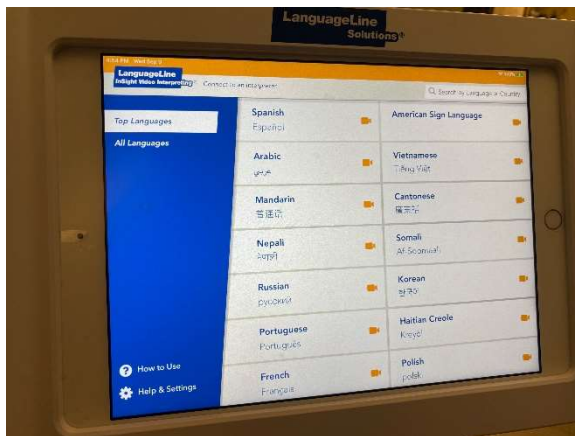 LanguageLine
Solutions®
Wed Sep 9
LanguageLine
InSight Video Interpreting
Connect to an interpreter
Search by Language or Country
Top Languages
All Languages
Spanish
Español
American Sign Language
Arabic
عربي
Vietnamese
Tiếng Việt
Mandarin
普通话
Cantonese
Nepali
नेपाली
Somali
Af-Soomaali
Russian
русский
Korean
한국어
Portuguese
Português
Haitian Creole
Kreyòl
French
Français
Polish
polski
How to Use
Help & Settings